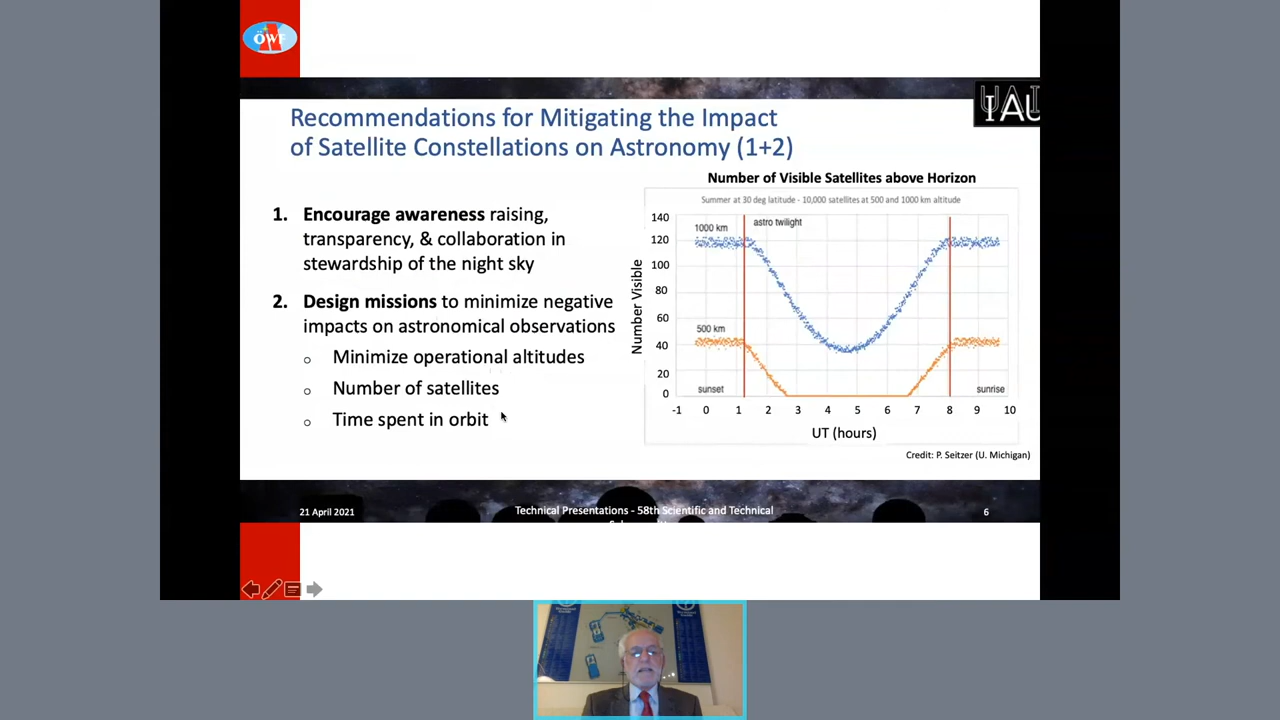 ÖWF
IAU
Recommendations for Mitigating the Impact
of Satellite Constellations on Astronomy (1+2)
1. Encourage awareness raising,
transparency, & collaboration in
stewardship of the night sky
2. Design missions to minimize negative
impacts on astronomical observations
o Minimize operational altitudes
o Number of satellites
o Time spent in orbit
Number of Visible Satellites above Horizon
Summer at 30 deg latitude - 10,000 satellites at 500 and 1000 km altitude
Number Visible
140
120
100
80
60
40
20
0
1000 km
astro twilight
500 km
sunset
sunrise
-1 0 1 2 3 4 5 6 7 8 9 10
UT (hours)
Credit: P. Seitzer (U. Michigan)
21 April 2021
Technical Presentations - 58th Scientific and Technical
6